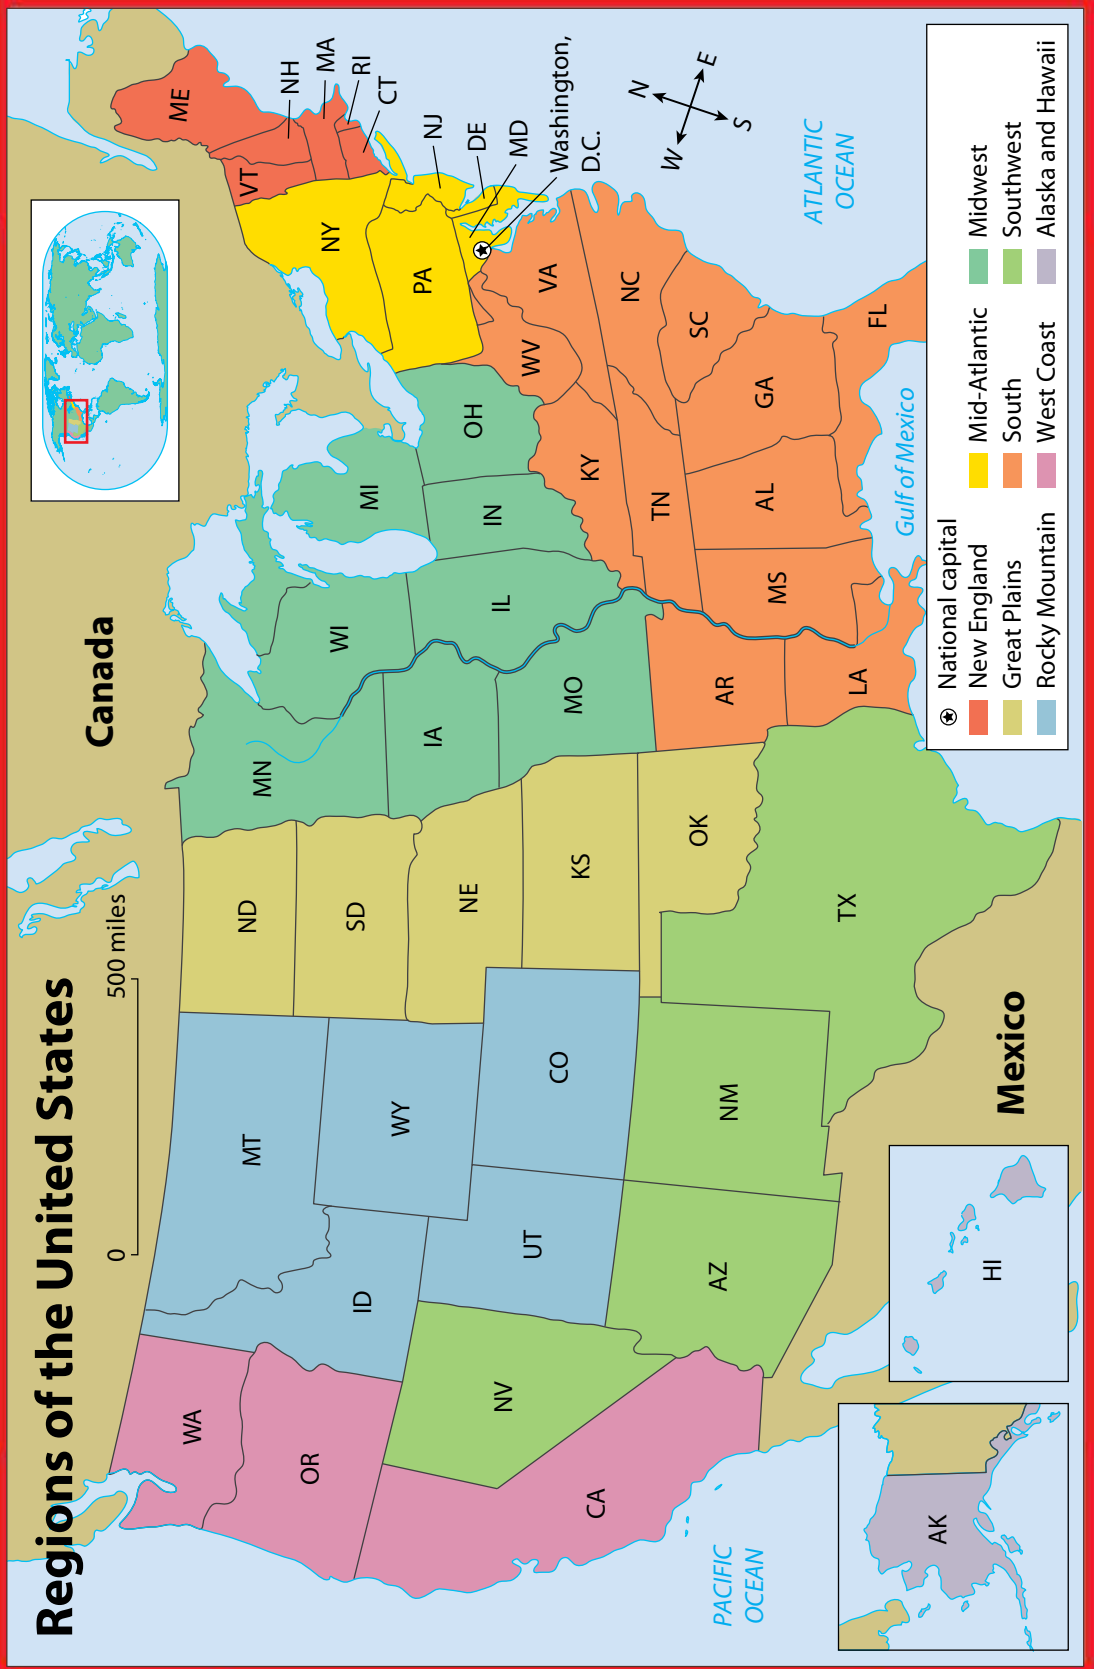 Regions of the United States
0
500 miles
Canada
ME
VT
NH
MA
RI
CT
NY
PA
NJ
DE
MD
Washington,
D.C.
N
E
S
W
WA
OR
CA
NV
ID
MT
WY
UT
CO
AZ
NM
TX
ND
SD
NE
KS
OK
MN
IA
MO
WI
IL
MI
IN
OH
AR
LA
KY
TN
MS
AL
GA
FL
SC
NC
VA
WV
PACIFIC
OCEAN
ATLANTIC
OCEAN
Gulf of Mexico
Mexico
AK
HI
National capital
New England
Mid-Atlantic
Midwest
Great Plains
South
Southwest
Rocky Mountain
West Coast
Alaska and Hawaii